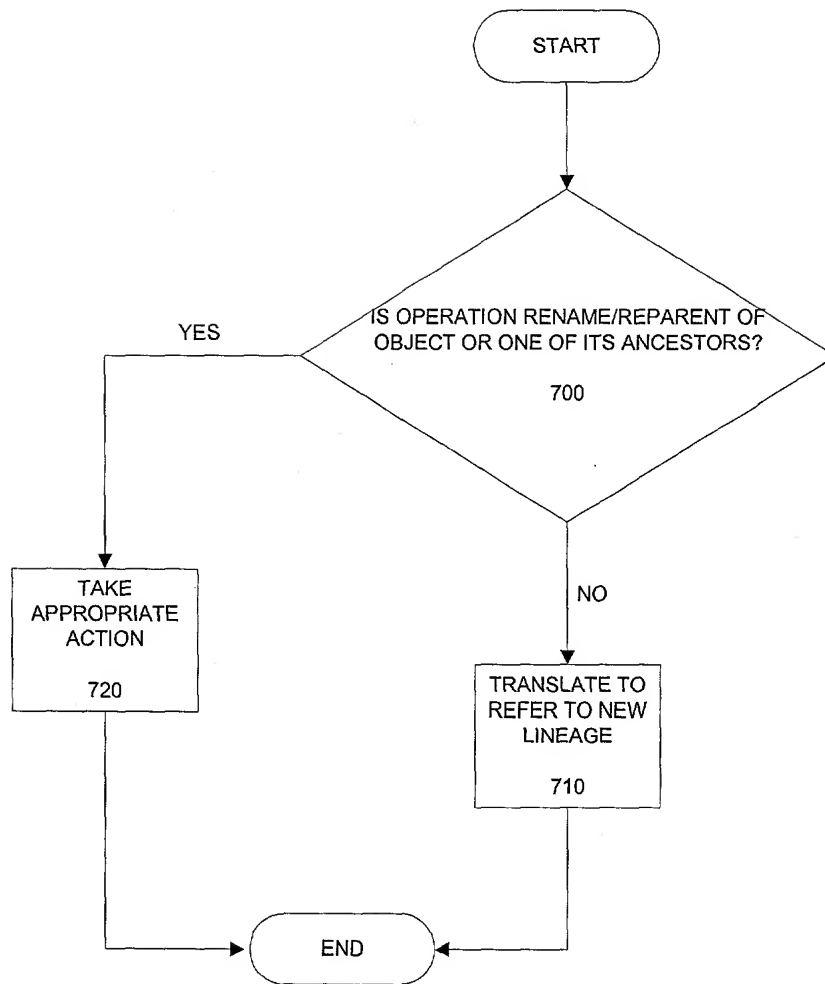 START
IS OPERATION RENAME/REPARENT OF
OBJECT OR ONE OF ITS ANCESTORS?
700
YES
NO
TAKE
APPROPRIATE
ACTION
720
TRANSLATE TO
REFER TO NEW
LINEAGE
710
END